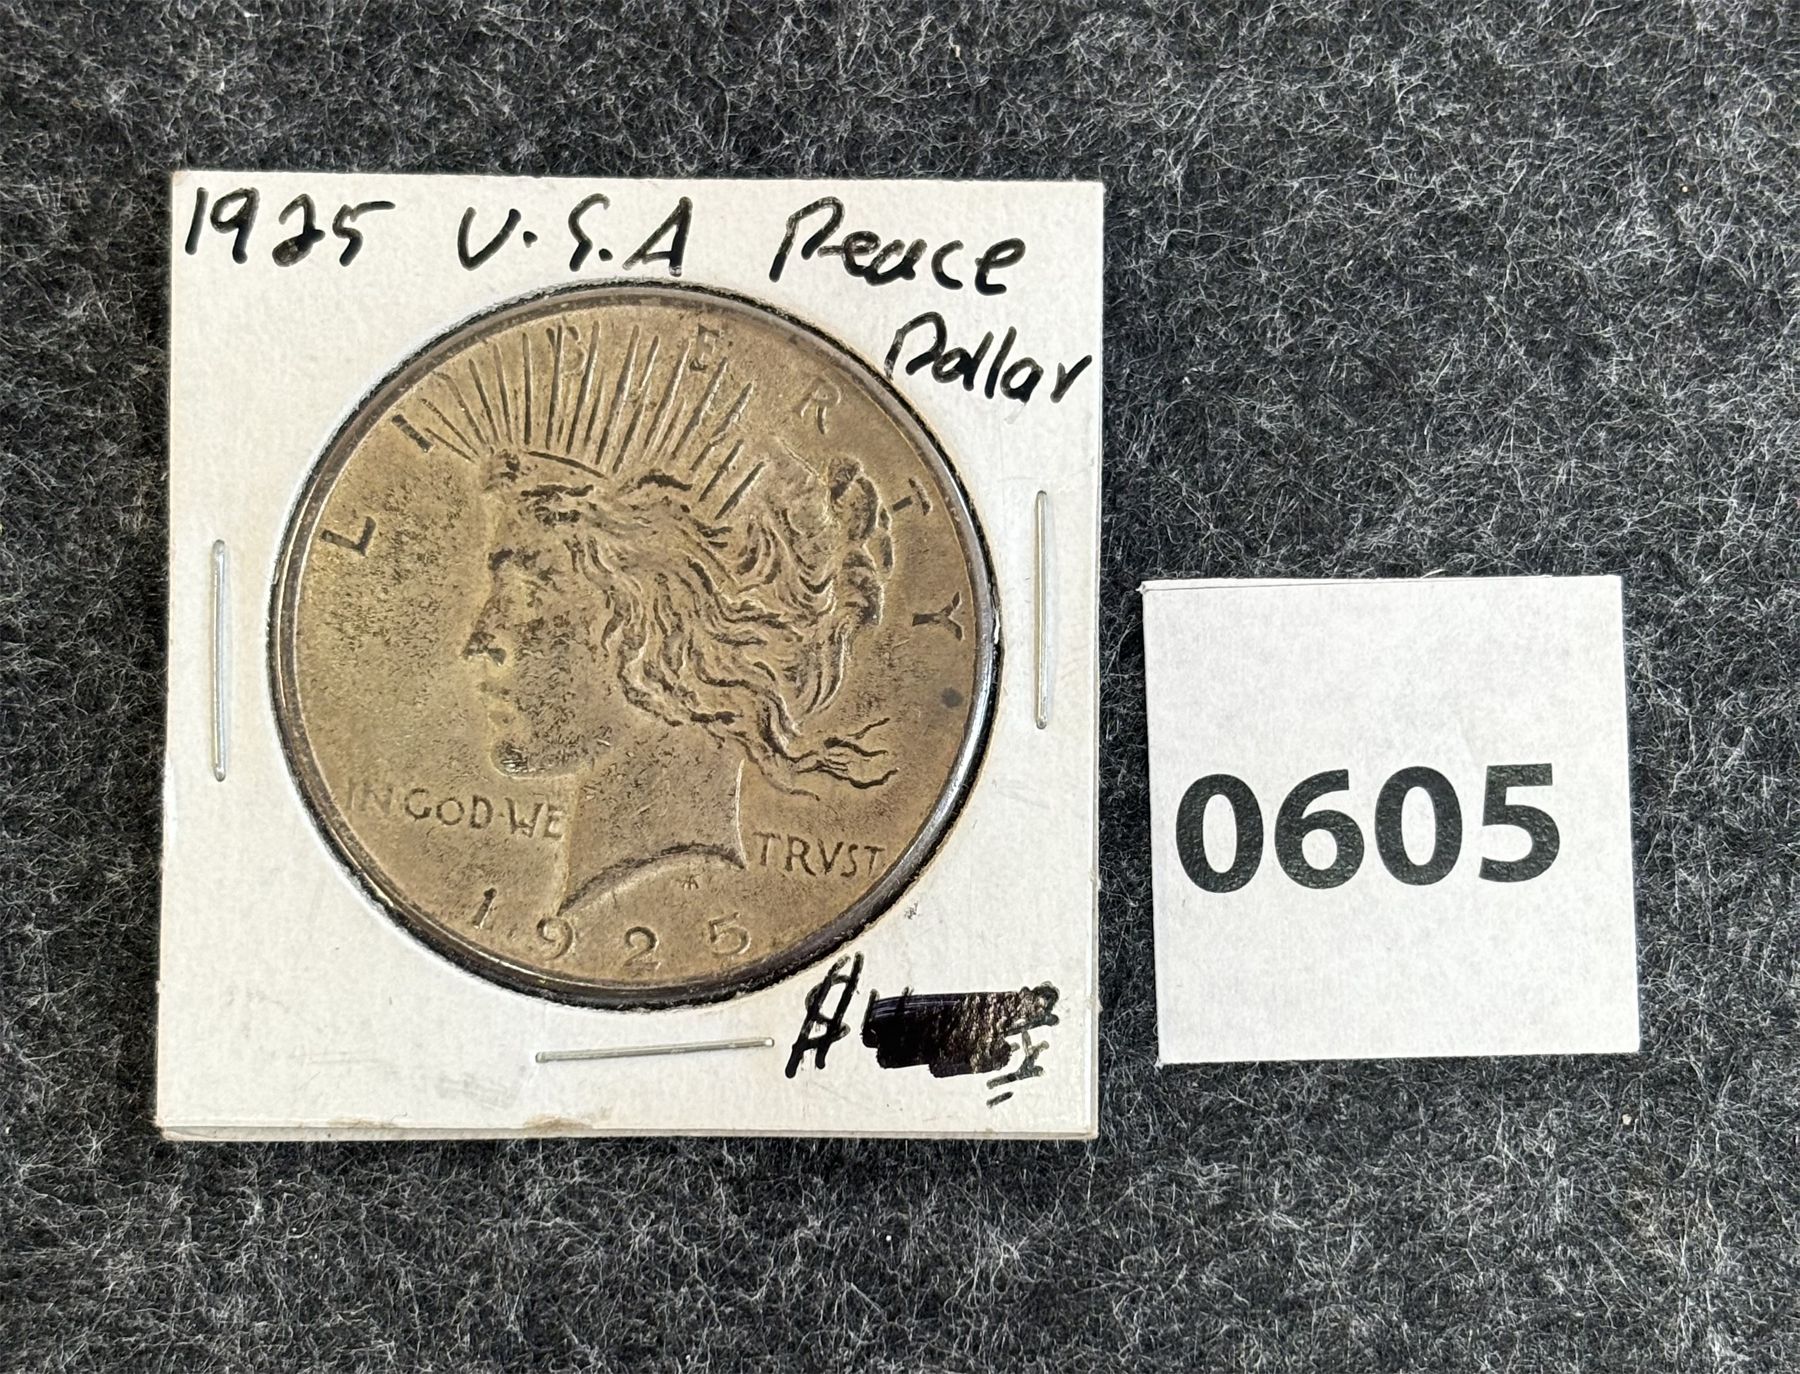 1925 U.S.A Peace
Dollar
LIBERTY
IN GOD·WE TRVST
1925
$
0605